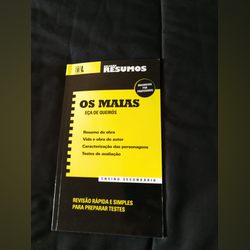 RESUMOS
OS MAIAS
EÇA DE QUEIRÓS
Resumo da obra
Vida e obra do autor
Caracterização das personagens
Testes de avaliação
ENSINO SECUNDÁRIO
REVISÃO RÁPIDA E SIMPLES
PARA PREPARAR TESTES